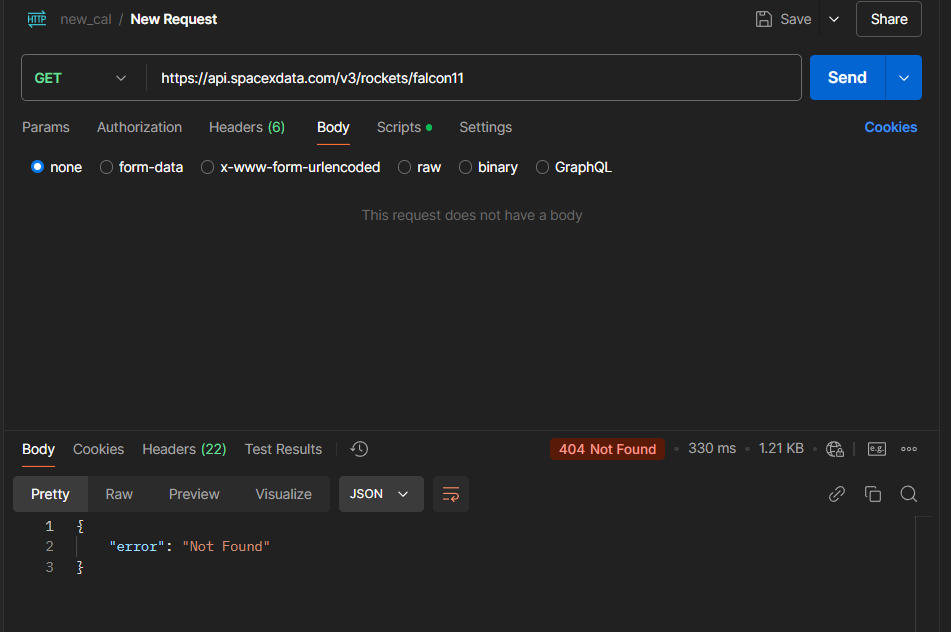 HTTP new_cal / New Request Save Share
GET https://api.spacexdata.com/v3/rockets/falcon11 Send
Params Authorization Headers (6) Body Scripts Settings Cookies
none form-data x-www-form-urlencoded raw binary GraphQL
This request does not have a body
Body Cookies Headers (22) Test Results 404 Not Found 330 ms 1.21 KB e.g.
Pretty Raw Preview Visualize JSON
1 {
2 "error": "Not Found"
3 }